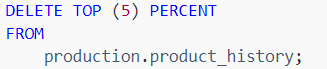 DELETE TOP (5) PERCENT
FROM
    production.product_history;